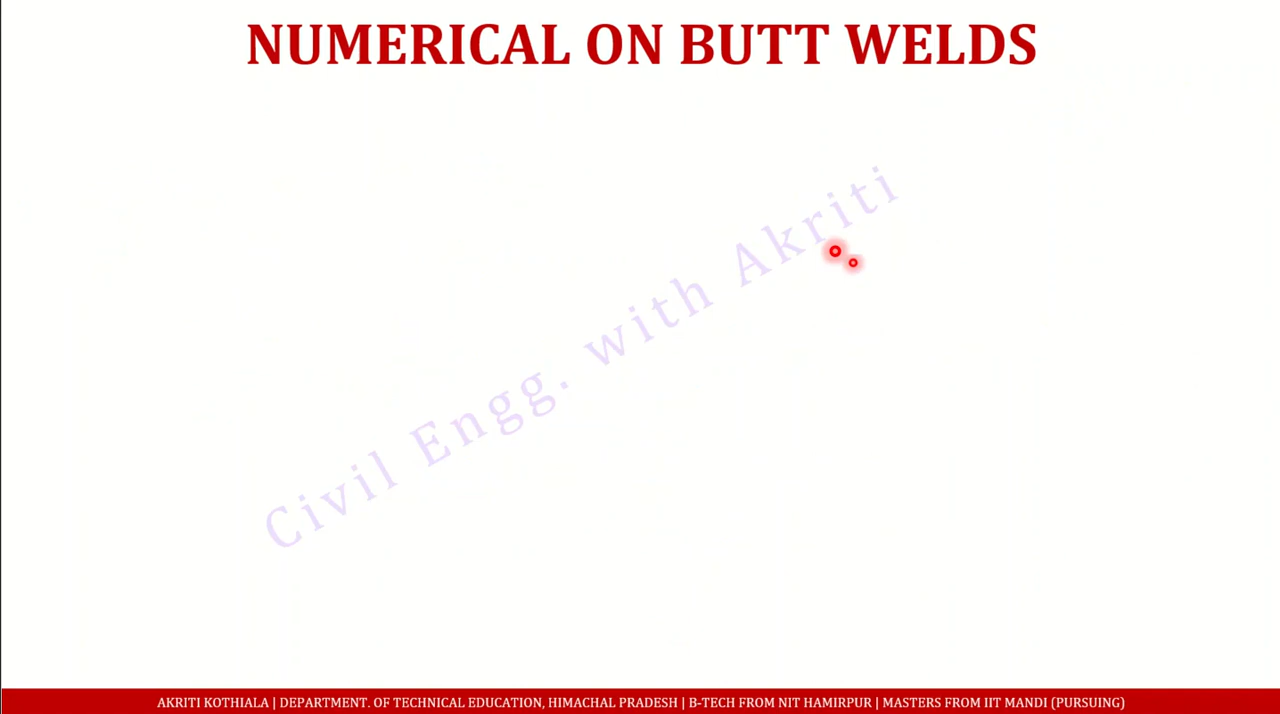 NUMERICAL ON BUTT WELDS
Civil Engg. with Akriti
AKRITI KOTHIALA | DEPARTMENT. OF TECHNICAL EDUCATION, HIMACHAL PRADESH | B-TECH FROM NIT HAMIRPUR | MASTERS FROM IIT MANDI (PURSUING)